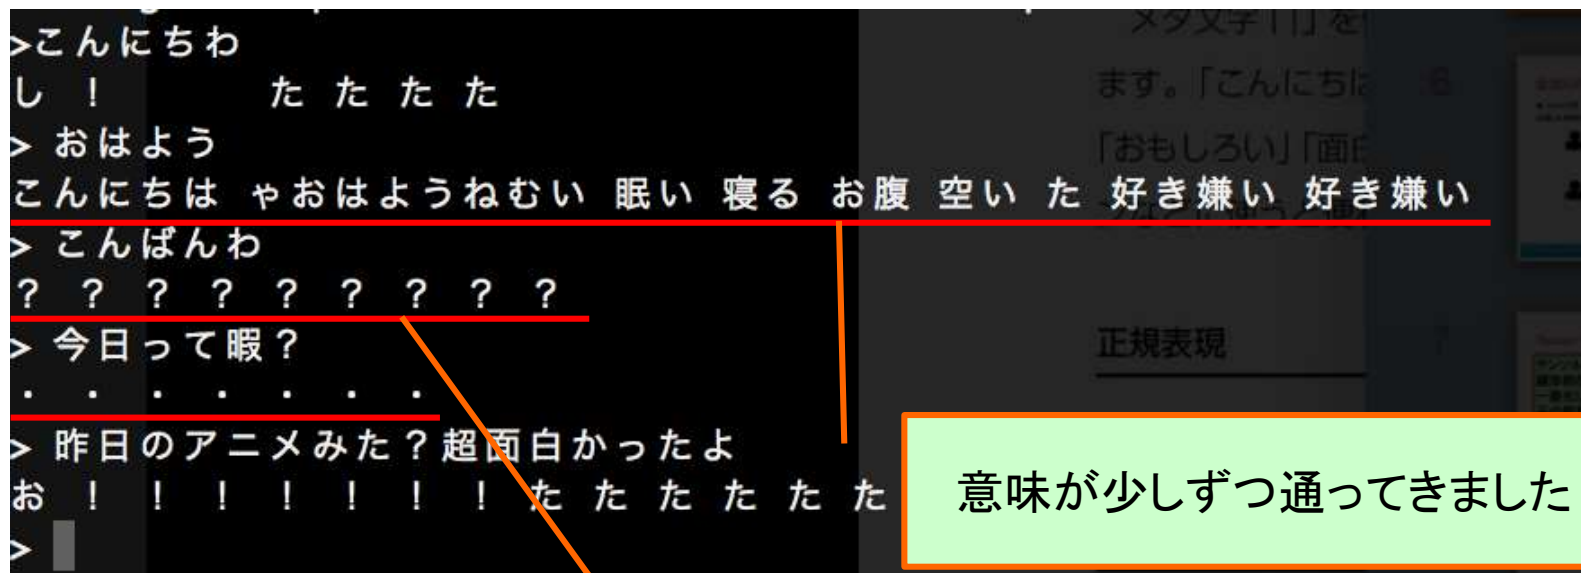 >こんにちわ
し ! た た た た
> おはよう
こんにちは ゃおはようねむい 眠い 寝る お腹 空い た 好き嫌い 好き嫌い
> こんばんわ
? ? ? ? ? ? ? ? ?
> 今日って暇?
. . . . . . .
> 昨日のアニメみた?超面白かったよ
お ! ! ! ! ! ! ! た た た た た た
>
ます。「こんにちは
「おもしろい」「面白
正規表現
意味が少しずつ通ってきました